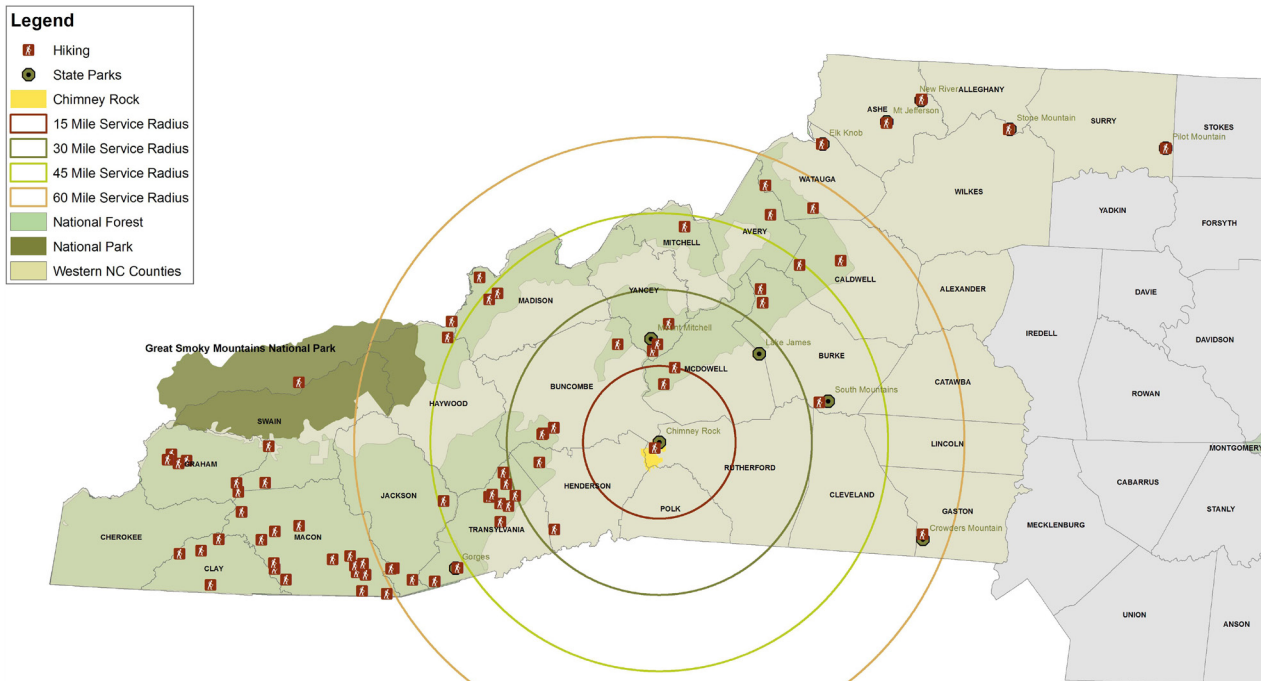 Legend
Hiking
State Parks
Chimney Rock
15 Mile Service Radius
30 Mile Service Radius
45 Mile Service Radius
60 Mile Service Radius
National Forest
National Park
Western NC Counties
New River
ALLEGHANY
ASHE
Mt Jefferson
Stone Mountain
SURRY
STOKES
Elk Knob
Pilot Mountain
WATAUGA
WILKES
YADKIN
FORSYTH
AVERY
MITCHELL
CALDWELL
YANCEY
ALEXANDER
DAVIE
MADISON
IREDELL
Mount Mitchell
DAVIDSON
Great Smoky Mountains National Park
Lake James
BURKE
MCDOWELL
BUNCOMBE
CATAWBA
ROWAN
HAYWOOD
South Mountains
SWAIN
Chimney Rock
LINCOLN
MONTGOMERY
GRAHAM
RUTHERFORD
CABARRUS
HENDERSON
JACKSON
CLEVELAND
POLK
GASTON
STANLY
MECKLENBURG
TRANSYLVANIA
Crowders Mountain
CHEROKEE
MACON
Gorges
CLAY
UNION
ANSON